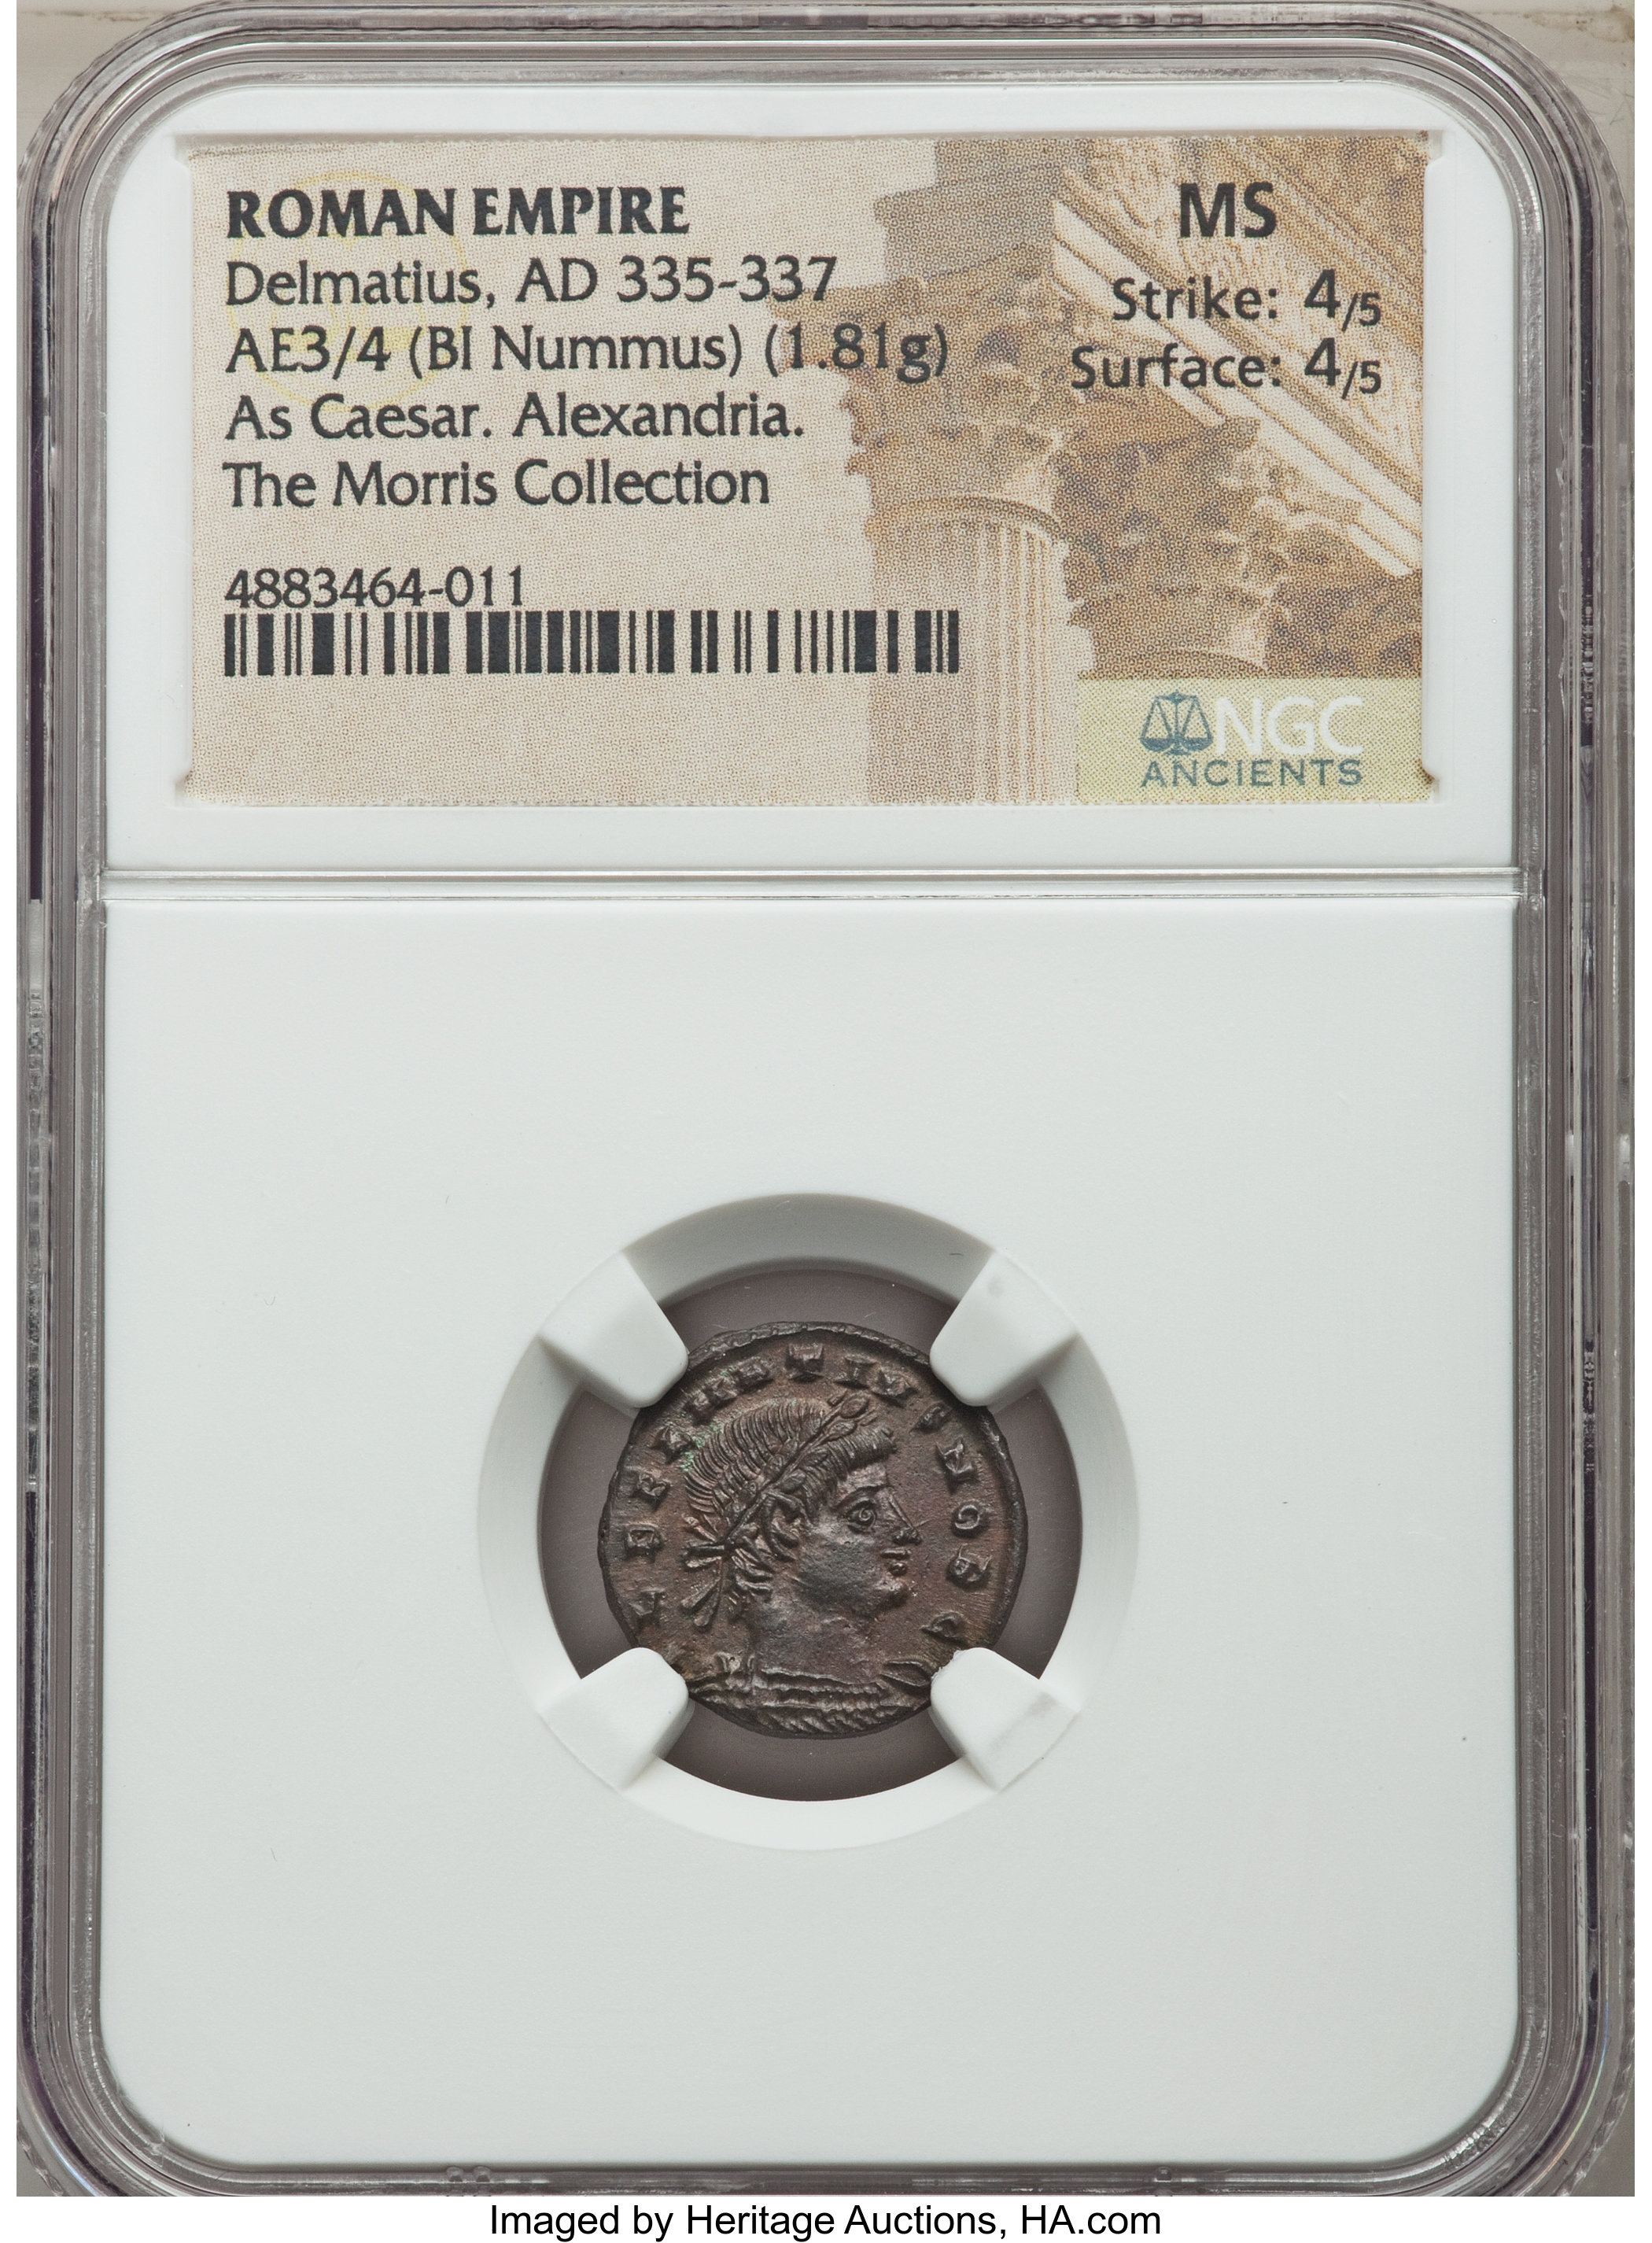 ROMAN EMPIRE
Delmatius, AD 335-337
AE3/4 (BI Nummus) (1.81g)
As Caesar. Alexandria.
The Morris Collection
4883464-011
MS
Strike: 4/5
Surface: 4/5
NGC
ANCIENTS
Imaged by Heritage Auctions, HA.com